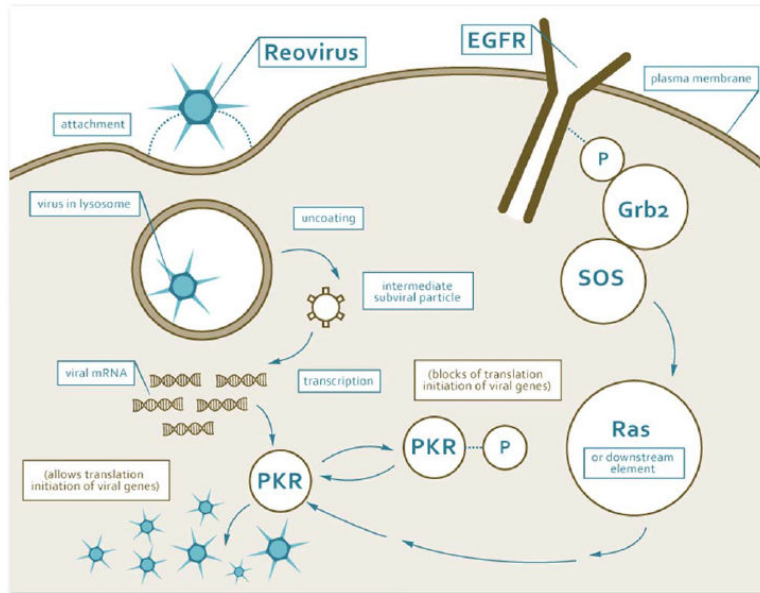 Reovirus
EGFR
plasma membrane
attachment
P
Grb2
virus in lysosome
uncoating
SOS
intermediate
subviral particle
viral mRNA
transcription
(blocks of translation
initiation of viral genes)
Ras
or downstream
element
PKR
P
(allows translation
initiation of viral genes)
PKR